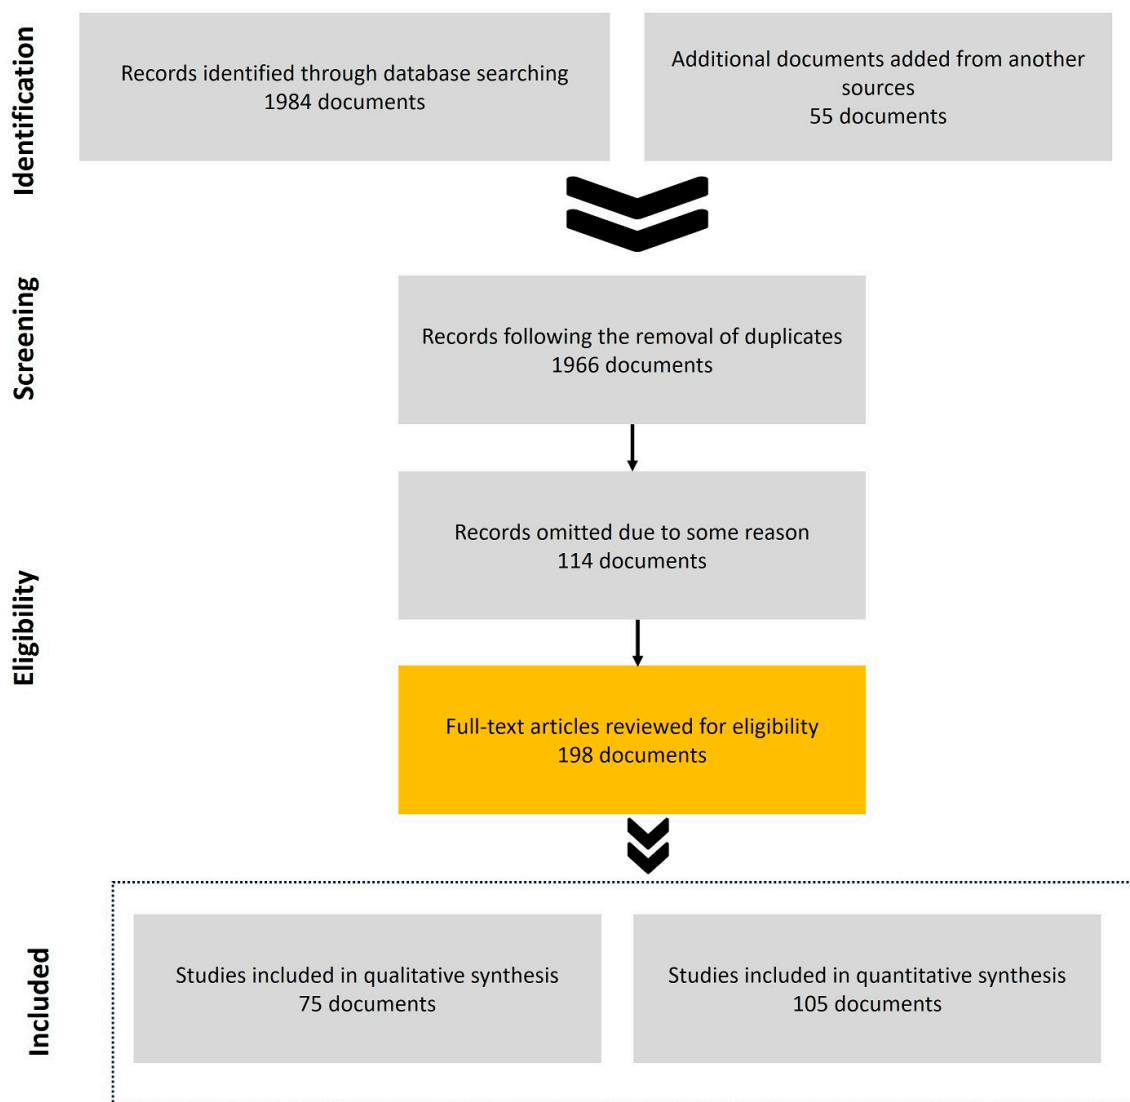 Identification
Records identified through database searching
1984 documents
Additional documents added from another
sources
55 documents
Screening
Records following the removal of duplicates
1966 documents
Eligibility
Records omitted due to some reason
114 documents
Full-text articles reviewed for eligibility
198 documents
Included
Studies included in qualitative synthesis
75 documents
Studies included in quantitative synthesis
105 documents